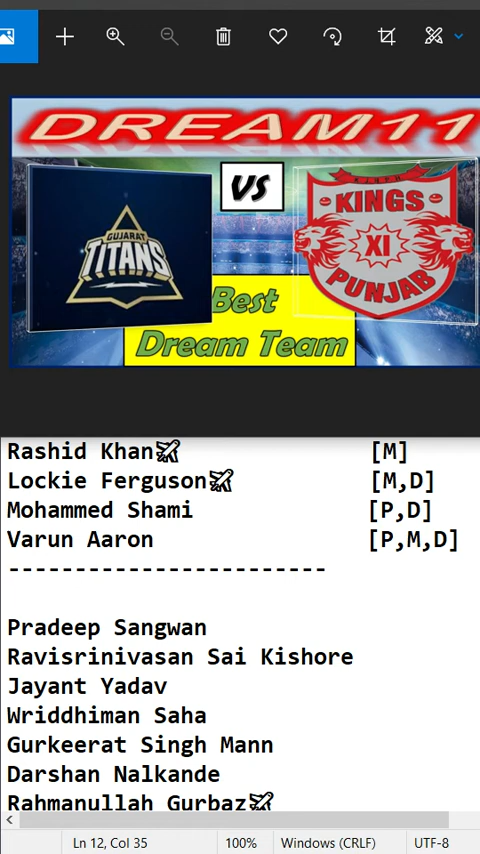 DREAM11
GUJARAT
TITANS
VS
KINGS
XI
PUNJAB
Best
Dream Team
Rashid Khan✈ [M]
Lockie Ferguson✈ [M,D]
Mohammed Shami [P,D]
Varun Aaron [P,M,D]
------------------------
Pradeep Sangwan
Ravisrinivasan Sai Kishore
Jayant Yadav
Wriddhiman Saha
Gurkeerat Singh Mann
Darshan Nalkande
Rahmanullah Gurbaz✈
Ln 12, Col 35 100% Windows (CRLF) UTF-8